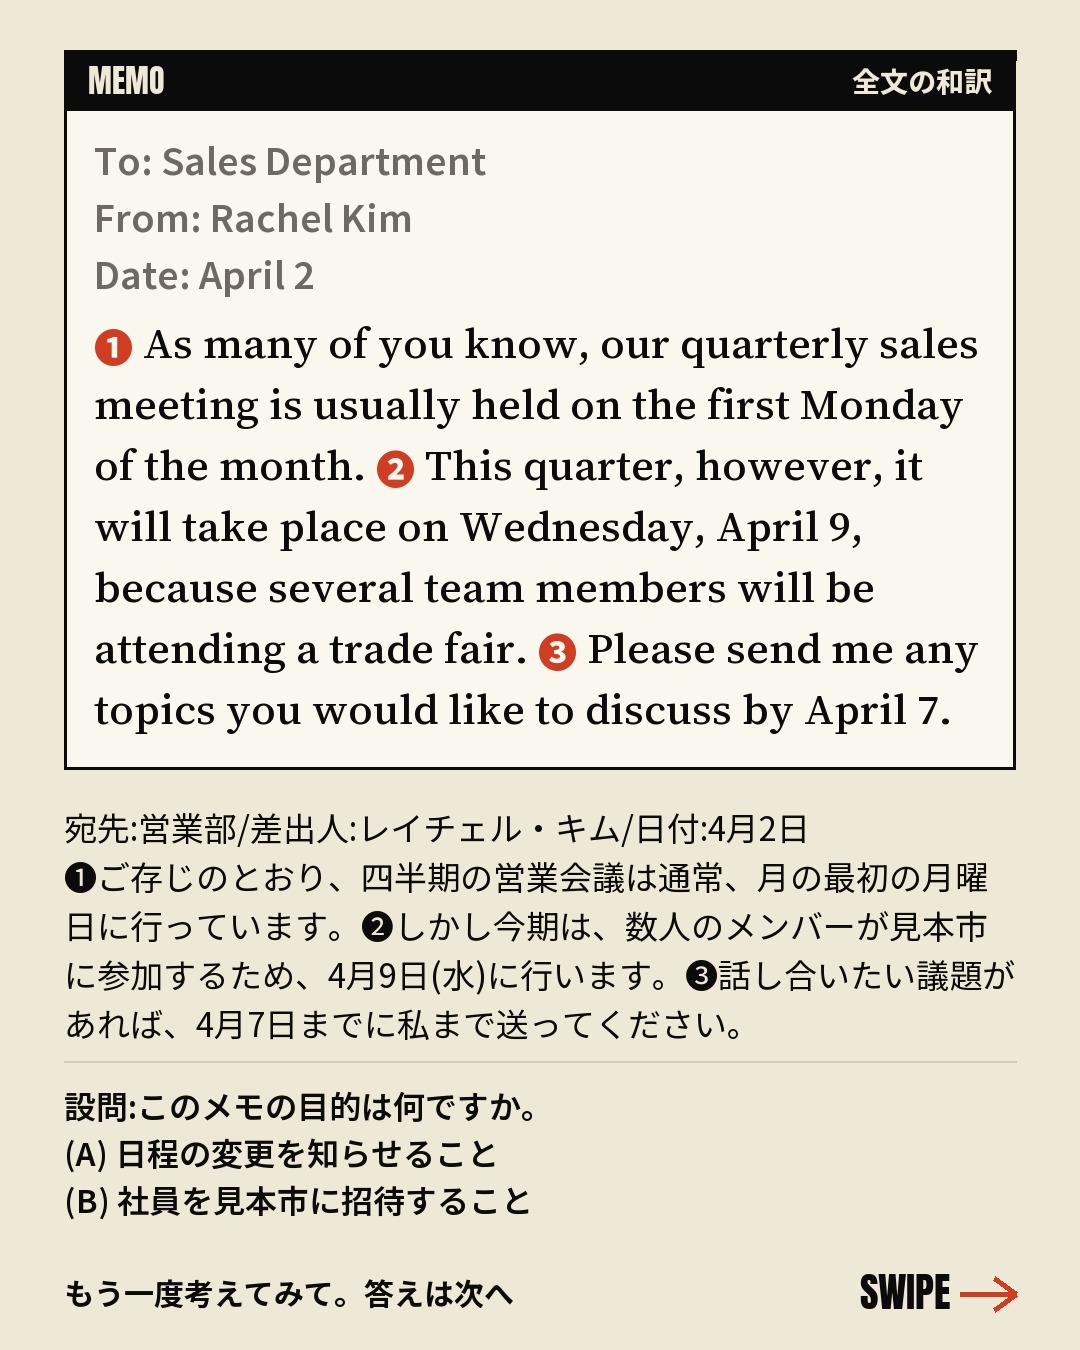 MEMO 全文の和訳
To: Sales Department
From: Rachel Kim
Date: April 2
❶ As many of you know, our quarterly sales
meeting is usually held on the first Monday
of the month. ❷ This quarter, however, it
will take place on Wednesday, April 9,
because several team members will be
attending a trade fair. ❸ Please send me any
topics you would like to discuss by April 7.
宛先:営業部/差出人:レイチェル・キム/日付:4月2日
❶ご存じのとおり、四半期の営業会議は通常、月の最初の月曜
日に行っています。❷しかし今期は、数人のメンバーが見本市
に参加するため、4月9日(水)に行います。❸話し合いたい議題が
あれば、4月7日までに私まで送ってください。
設問:このメモの目的は何ですか。
(A) 日程の変更を知らせること
(B) 社員を見本市に招待すること
もう一度考えてみて。答えは次へ
SWIPE